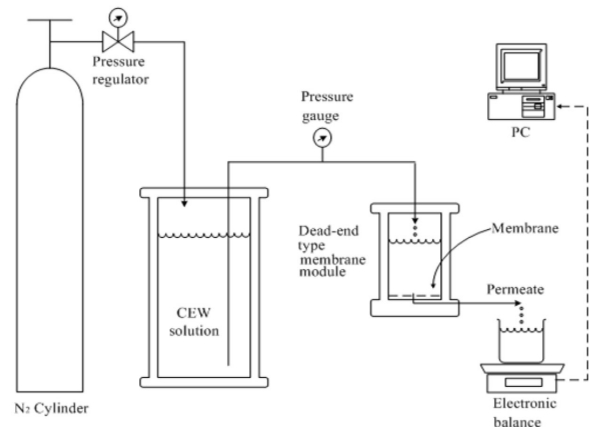 Pressure
regulator
Pressure
gauge
PC
Dead-end
type
membrane
module
Membrane
Permeate
CEW
solution
N2 Cylinder
Electronic
balance